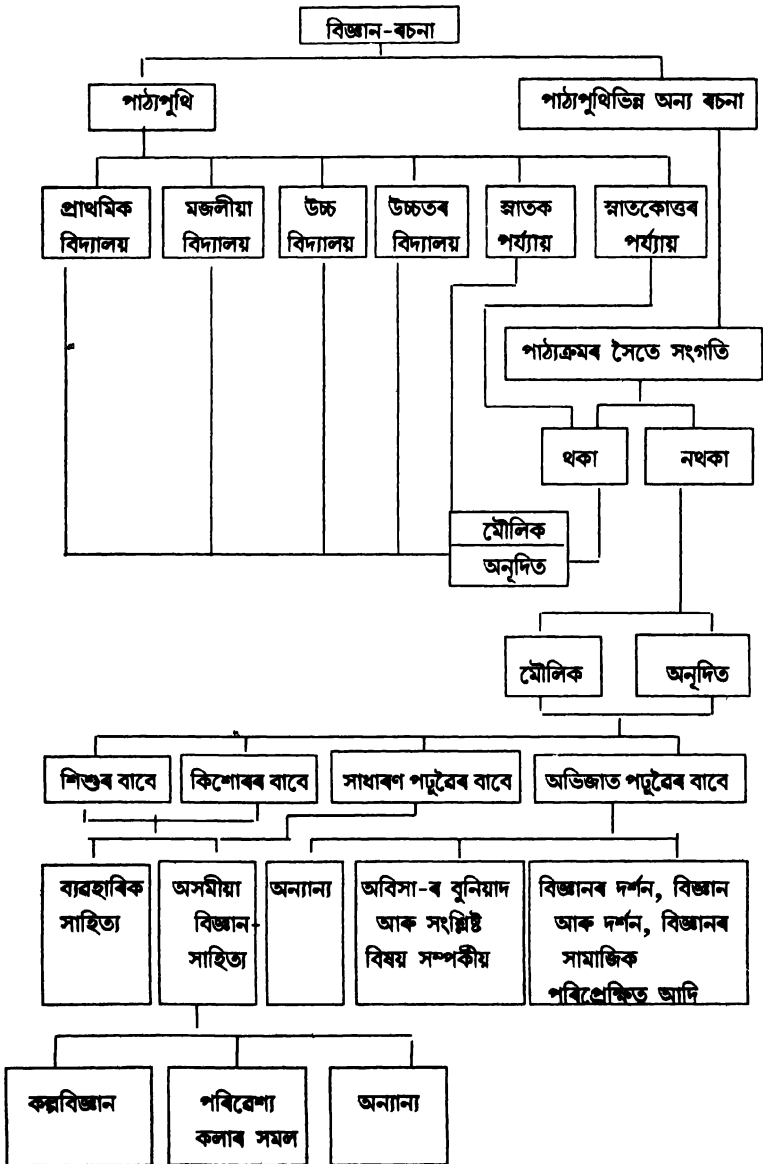 বিজ্ঞান-ৰচনা
পাঠ্যপুথি
পাঠ্যপুথিভিন্ন অন্য ৰচনা
প্ৰাথমিক
বিদ্যালয়
মজলীয়া
বিদ্যালয়
উচ্চ
বিদ্যালয়
উচ্চতৰ
বিদ্যালয়
স্নাতক
পৰ্য্যায়
স্নাতকোত্তৰ
পৰ্য্যায়
পাঠ্যক্ৰমৰ সৈতে সংগতি
থকা
নথকা
মৌলিক
অনূদিত
মৌলিক
অনূদিত
শিশুৰ বাবে
কিশোৰৰ বাবে
সাধাৰণ পঢ়ুৱৈৰ বাবে
অভিজাত পঢ়ুৱৈৰ বাবে
ব্যৱহাৰিক
সাহিত্য
অসমীয়া
বিজ্ঞান-
সাহিত্য
অন্যান্য
অবিসা-ৰ বুনিয়াদ
আৰু সংশ্লিষ্ট
বিষয় সম্পৰ্কীয়
বিজ্ঞানৰ দৰ্শন, বিজ্ঞান
আৰু দৰ্শন, বিজ্ঞানৰ
সামাজিক
পৰিপ্ৰেক্ষিত আদি
কল্পবিজ্ঞান
পৰিৱেশ্য
কলাৰ সমল
অন্যান্য